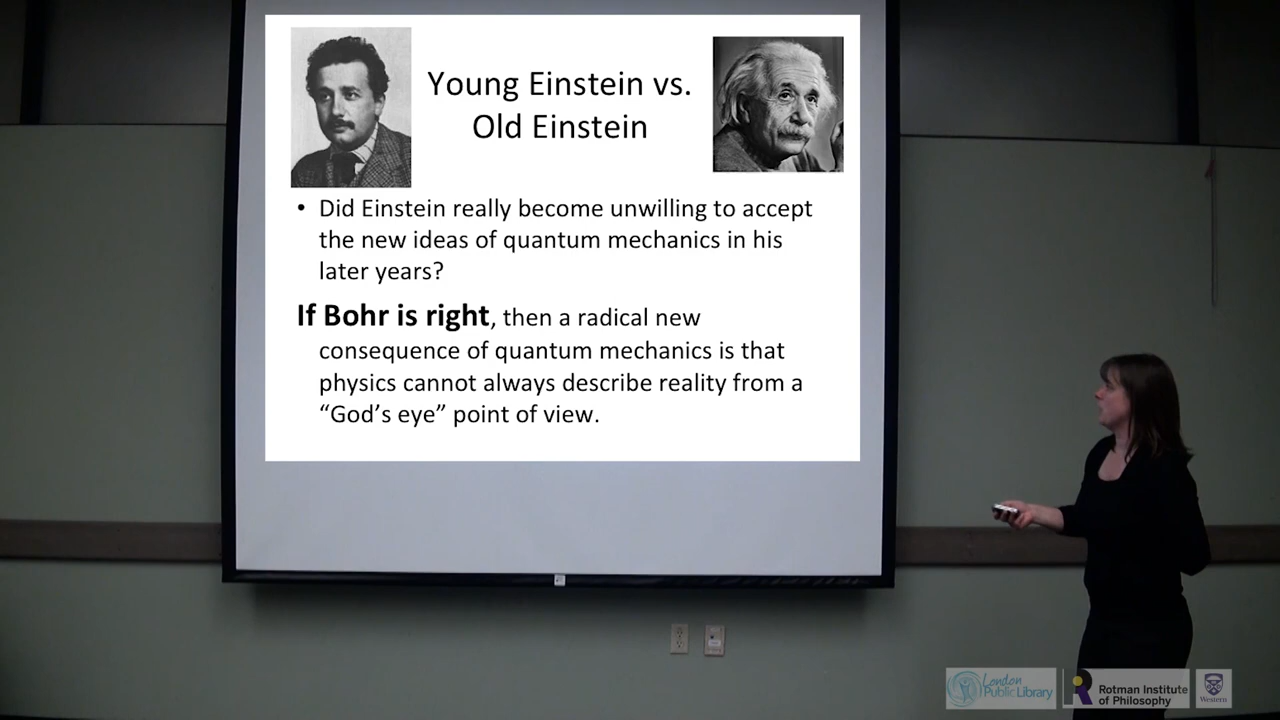 Young Einstein vs.
Old Einstein
• Did Einstein really become unwilling to accept
the new ideas of quantum mechanics in his
later years?
If Bohr is right, then a radical new
consequence of quantum mechanics is that
physics cannot always describe reality from a
“God’s eye” point of view.
London
Public Library
Rotman Institute
of Philosophy
Western